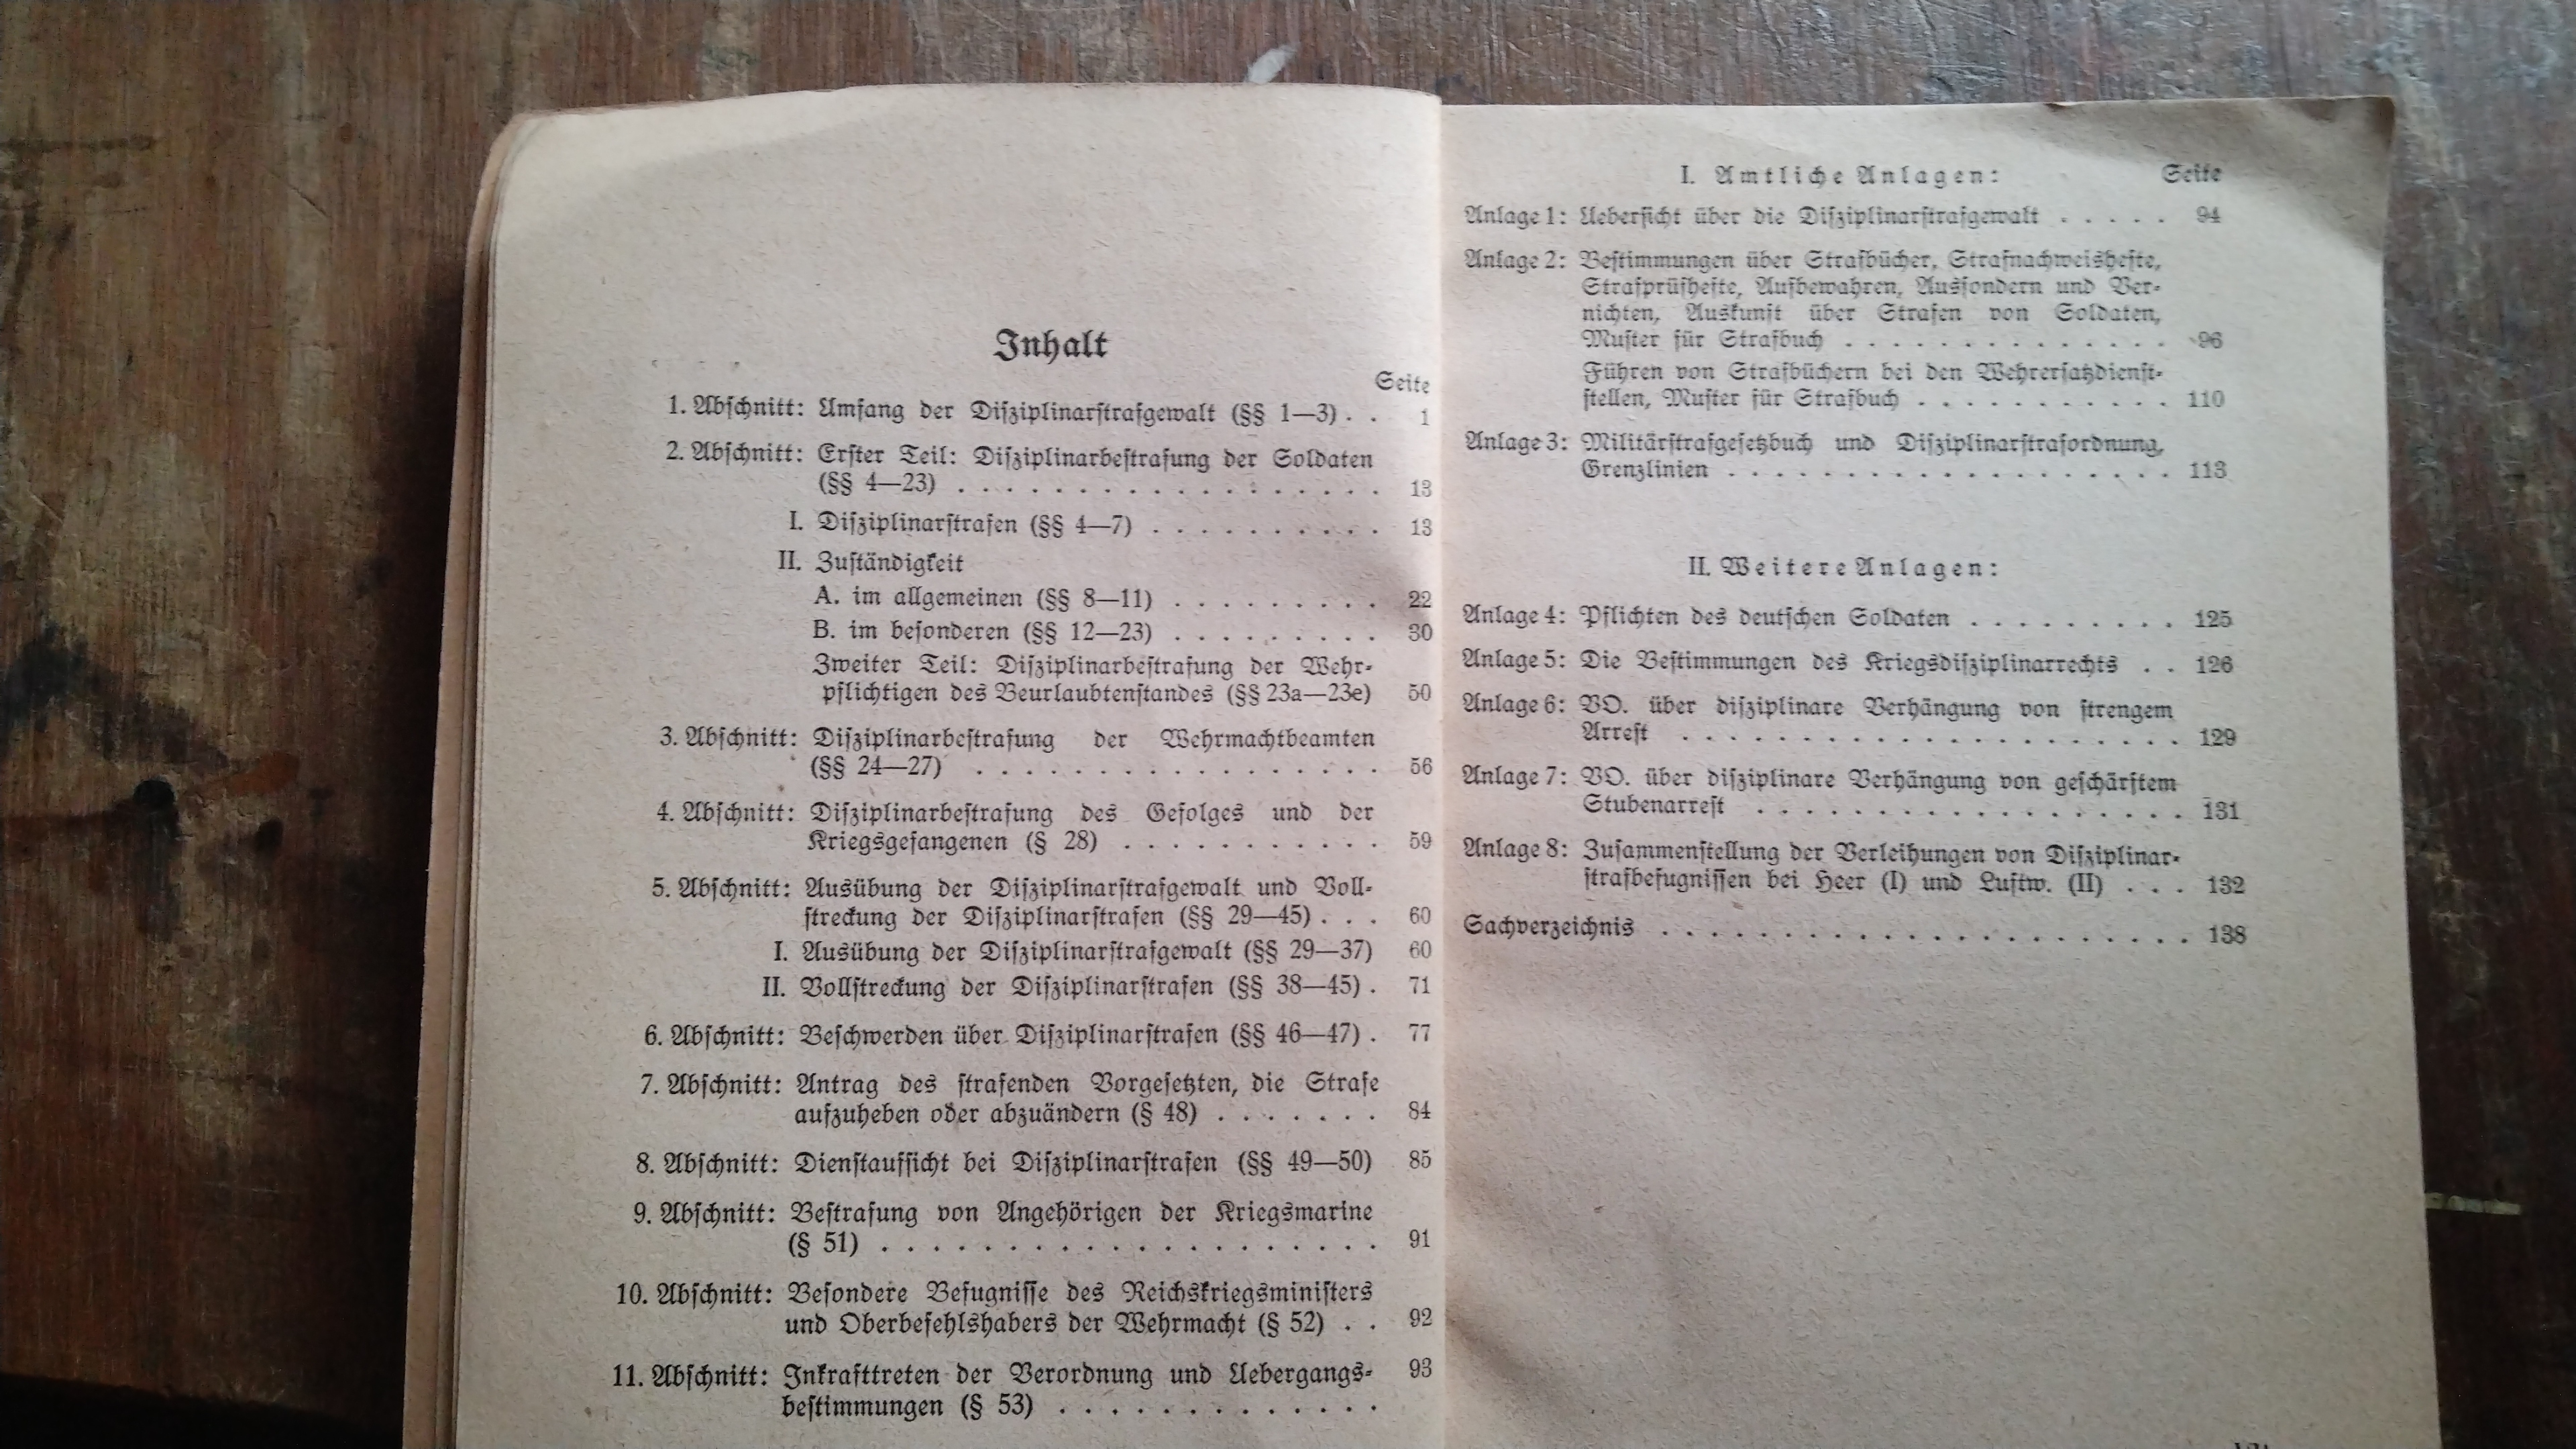 Inhalt
Seite
1. Abschnitt: Umfang der Disziplinarstrafgewalt (§§ 1—3) . . 1
2. Abschnitt: Erster Teil: Disziplinarbestrafung der Soldaten
(§§ 4—23) . . . . . . . . . . . . . . . . . . 13
I. Disziplinarstrafen (§§ 4—7) . . . . . . . . . . 13
II. Zuständigkeit
A. im allgemeinen (§§ 8—11) . . . . . . . . . 22
B. im besonderen (§§ 12—23) . . . . . . . . . 30
Zweiter Teil: Disziplinarbestrafung der Wehr-
pflichtigen des Beurlaubtenstandes (§§ 23a—23e) 50
3. Abschnitt: Disziplinarbestrafung der Wehrmachtbeamten
(§§ 24—27) . . . . . . . . . . . . . . . . . 56
4. Abschnitt: Disziplinarbestrafung des Gefolges und der
Kriegsgefangenen (§ 28) . . . . . . . . . . . 59
5. Abschnitt: Ausübung der Disziplinarstrafgewalt und Voll-
streckung der Disziplinarstrafen (§§ 29—45) . . . 60
I. Ausübung der Disziplinarstrafgewalt (§§ 29—37) 60
II. Vollstreckung der Disziplinarstrafen (§§ 38—45) . 71
6. Abschnitt: Beschwerden über Disziplinarstrafen (§§ 46—47) . 77
7. Abschnitt: Antrag des strafenden Vorgesetzten, die Strafe
aufzuheben oder abzuändern (§ 48) . . . . . . . 84
8. Abschnitt: Dienstaufsicht bei Disziplinarstrafen (§§ 49—50) 85
9. Abschnitt: Bestrafung von Angehörigen der Kriegsmarine
(§ 51) . . . . . . . . . . . . . . . . . . . . 91
10. Abschnitt: Besondere Befugnisse des Reichskriegsministers
und Oberbefehlshabers der Wehrmacht (§ 52) . . 92
11. Abschnitt: Inkrafttreten der Verordnung und Uebergangs- 93
bestimmungen (§ 53) . . . . . . . . . . . . .
I. Amtliche Anlagen: Seite
Anlage 1: Uebersicht über die Disziplinarstrafgewalt . . . . . 94
Anlage 2: Bestimmungen über Strafbücher, Strafnachweishefte,
Strafprüfhefte, Aufbewahren, Aussondern und Ver-
nichten, Auskunft über Strafen von Soldaten,
Muster für Strafbuch . . . . . . . . . . . . . 96
Führen von Strafbüchern bei den Wehrersatzdienst-
stellen, Muster für Strafbuch . . . . . . . . . . 110
Anlage 3: Militärstrafgesetzbuch und Disziplinarstrafordnung,
Grenzlinien . . . . . . . . . . . . . . . . . . 113
II. Weitere Anlagen:
Anlage 4: Pflichten des deutschen Soldaten . . . . . . . . . 125
Anlage 5: Die Bestimmungen des Kriegsdisziplinarrechts . . 126
Anlage 6: VO. über disziplinare Verhängung von strengem
Arrest . . . . . . . . . . . . . . . . . . . . 129
Anlage 7: VO. über disziplinare Verhängung von geschärftem
Stubenarrest . . . . . . . . . . . . . . . . . 131
Anlage 8: Zusammenstellung der Verleihungen von Disziplinar-
strafbefugnissen bei Heer (I) und Luftw. (II) . . . 132
Sachverzeichnis . . . . . . . . . . . . . . . . . . . . . 138